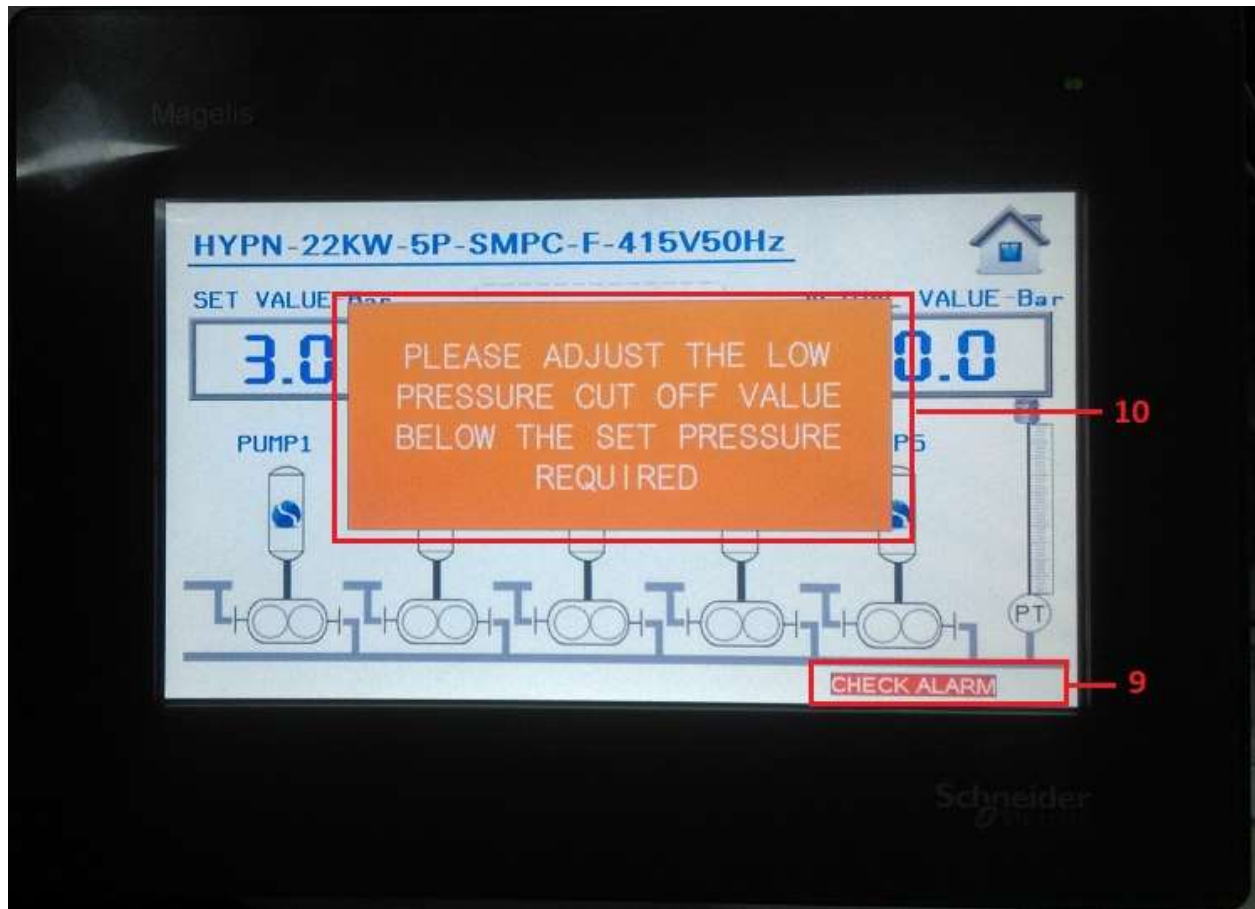 Magelis
HYPN-22KW-5P-SMPC-F-415V50Hz
SET VALUE-Bar
VALUE-Bar
3.0
0.0
PLEASE ADJUST THE LOW
PRESSURE CUT OFF VALUE
BELOW THE SET PRESSURE
REQUIRED
10
PUMP1
P5
PT
CHECK ALARM
9
Schneider